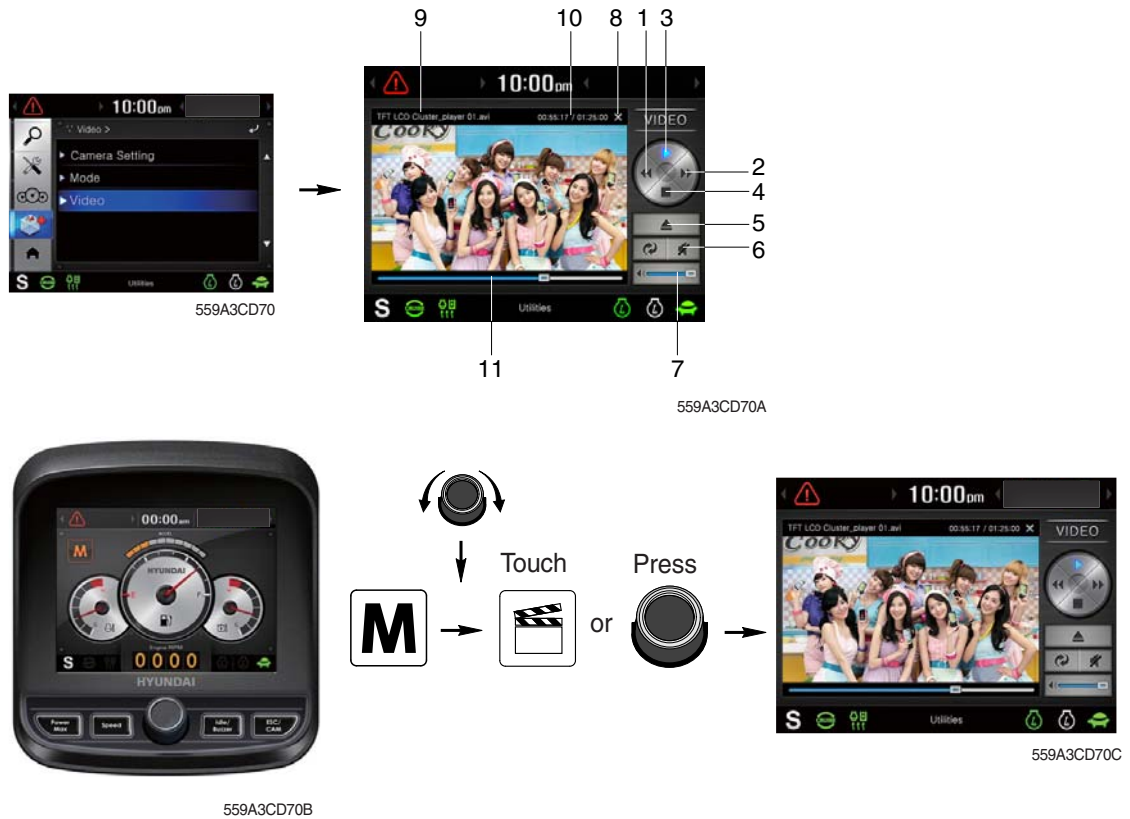 9 10 8 1 3
10:00pm
Video >
Camera Setting
Mode
Video
S
Utilities
559A3CD70
10:00pm
TFT LCD Cluster_player 01.avi 00:55:17 / 01:25:00
VIDEO
COOKY
2
4
5
6
S
Utilities
11
7
559A3CD70A
00:00am
M
HYUNDAI
E F
Engine RPM
S 0000
HYUNDAI
Power Max
Speed
Idle/ Buzzer
ESC/ CAM
559A3CD70B
Touch
Press
M
or
10:00pm
TFT LCD Cluster_player 01.avi 00:55:17 / 01:25:00
VIDEO
COOKY
S
Utilities
559A3CD70C